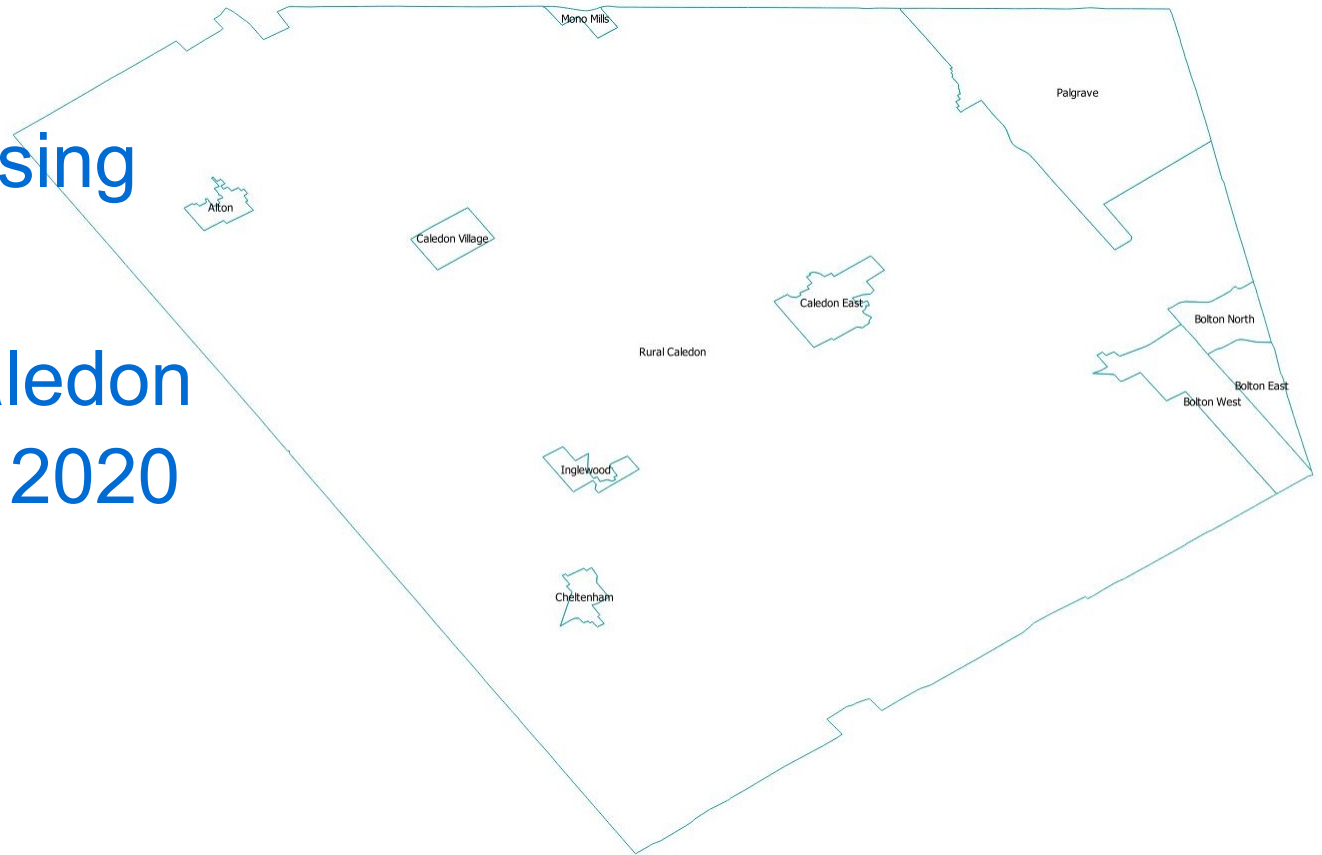 Mono Mills
Palgrave
sing
Alton
Caledon Village
Caledon East
Bolton North
Rural Caledon
ledon
Bolton East
Bolton West
Inglewood
2020
Cheltenham